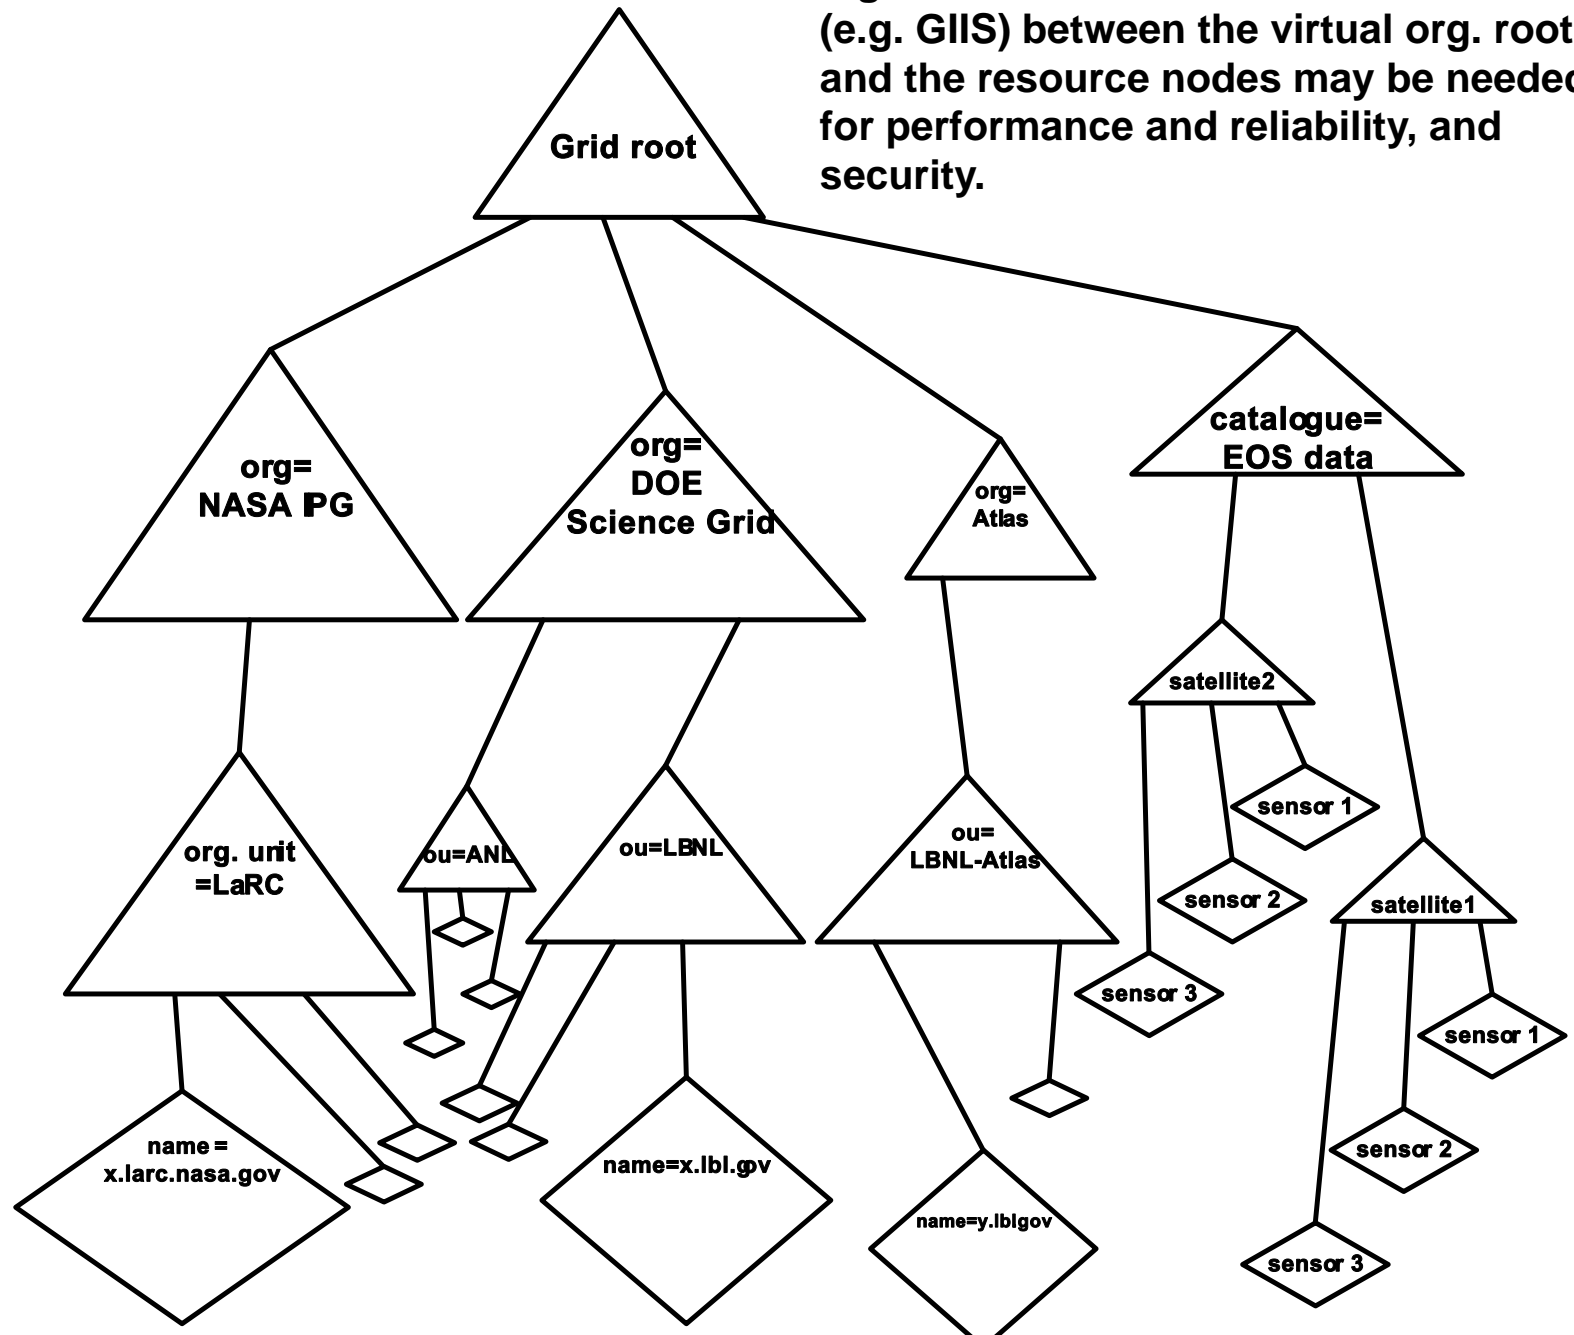 (e.g. GIIS) between the virtual org. root
and the resource nodes may be needed
for performance and reliability, and
security.
Grid root
org=
NASA IPG
org=
DOE
Science Grid
org=
Atlas
catalogue=
EOS data
satellite2
sensor 1
sensor 2
sensor 3
satellite1
sensor 1
sensor 2
sensor 3
org. unit
=LaRC
ou=ANL
ou=LBNL
ou=
LBNL-Atlas
name =
x.larc.nasa.gov
name=x.lbl.gov
name=y.lblgov